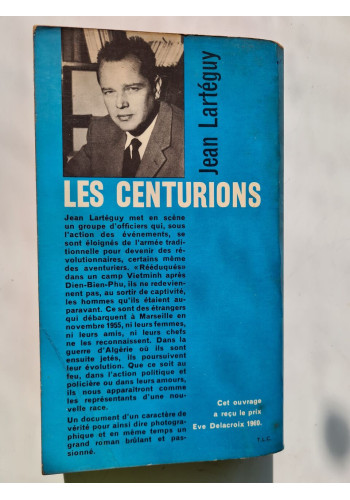 Jean Lartéguy
LES CENTURIONS
Jean Lartéguy met en scène
un groupe d'officiers qui, sous
l'action des événements, se
sont éloignés de l'armée tradi-
tionnelle pour devenir des ré-
volutionnaires, certains même
des aventuriers. «Rééduqués»
dans un camp Vietminh après
Dien-Bien-Phu, ils ne redevien-
nent pas, au sortir de captivité,
les hommes qu'ils étaient au-
paravant. Ce sont des étrangers
qui débarquent à Marseille en
novembre 1955, ni leurs femmes,
ni leurs amis, ni leurs chefs
ne les reconnaissent. Dans la
guerre d'Algérie où ils sont
ensuite jetés, ils poursuivent
leur évolution. Que ce soit au
feu, dans l'action politique et
policière ou dans leurs amours,
ils nous apparaîtront comme
les représentants d'une nou-
velle race.
Un document d'un caractère de
vérité pour ainsi dire photogra-
phique et en même temps un
grand roman brûlant et pas-
sionné.
Cet ouvrage
a reçu le prix
Eve Delacroix 1960.